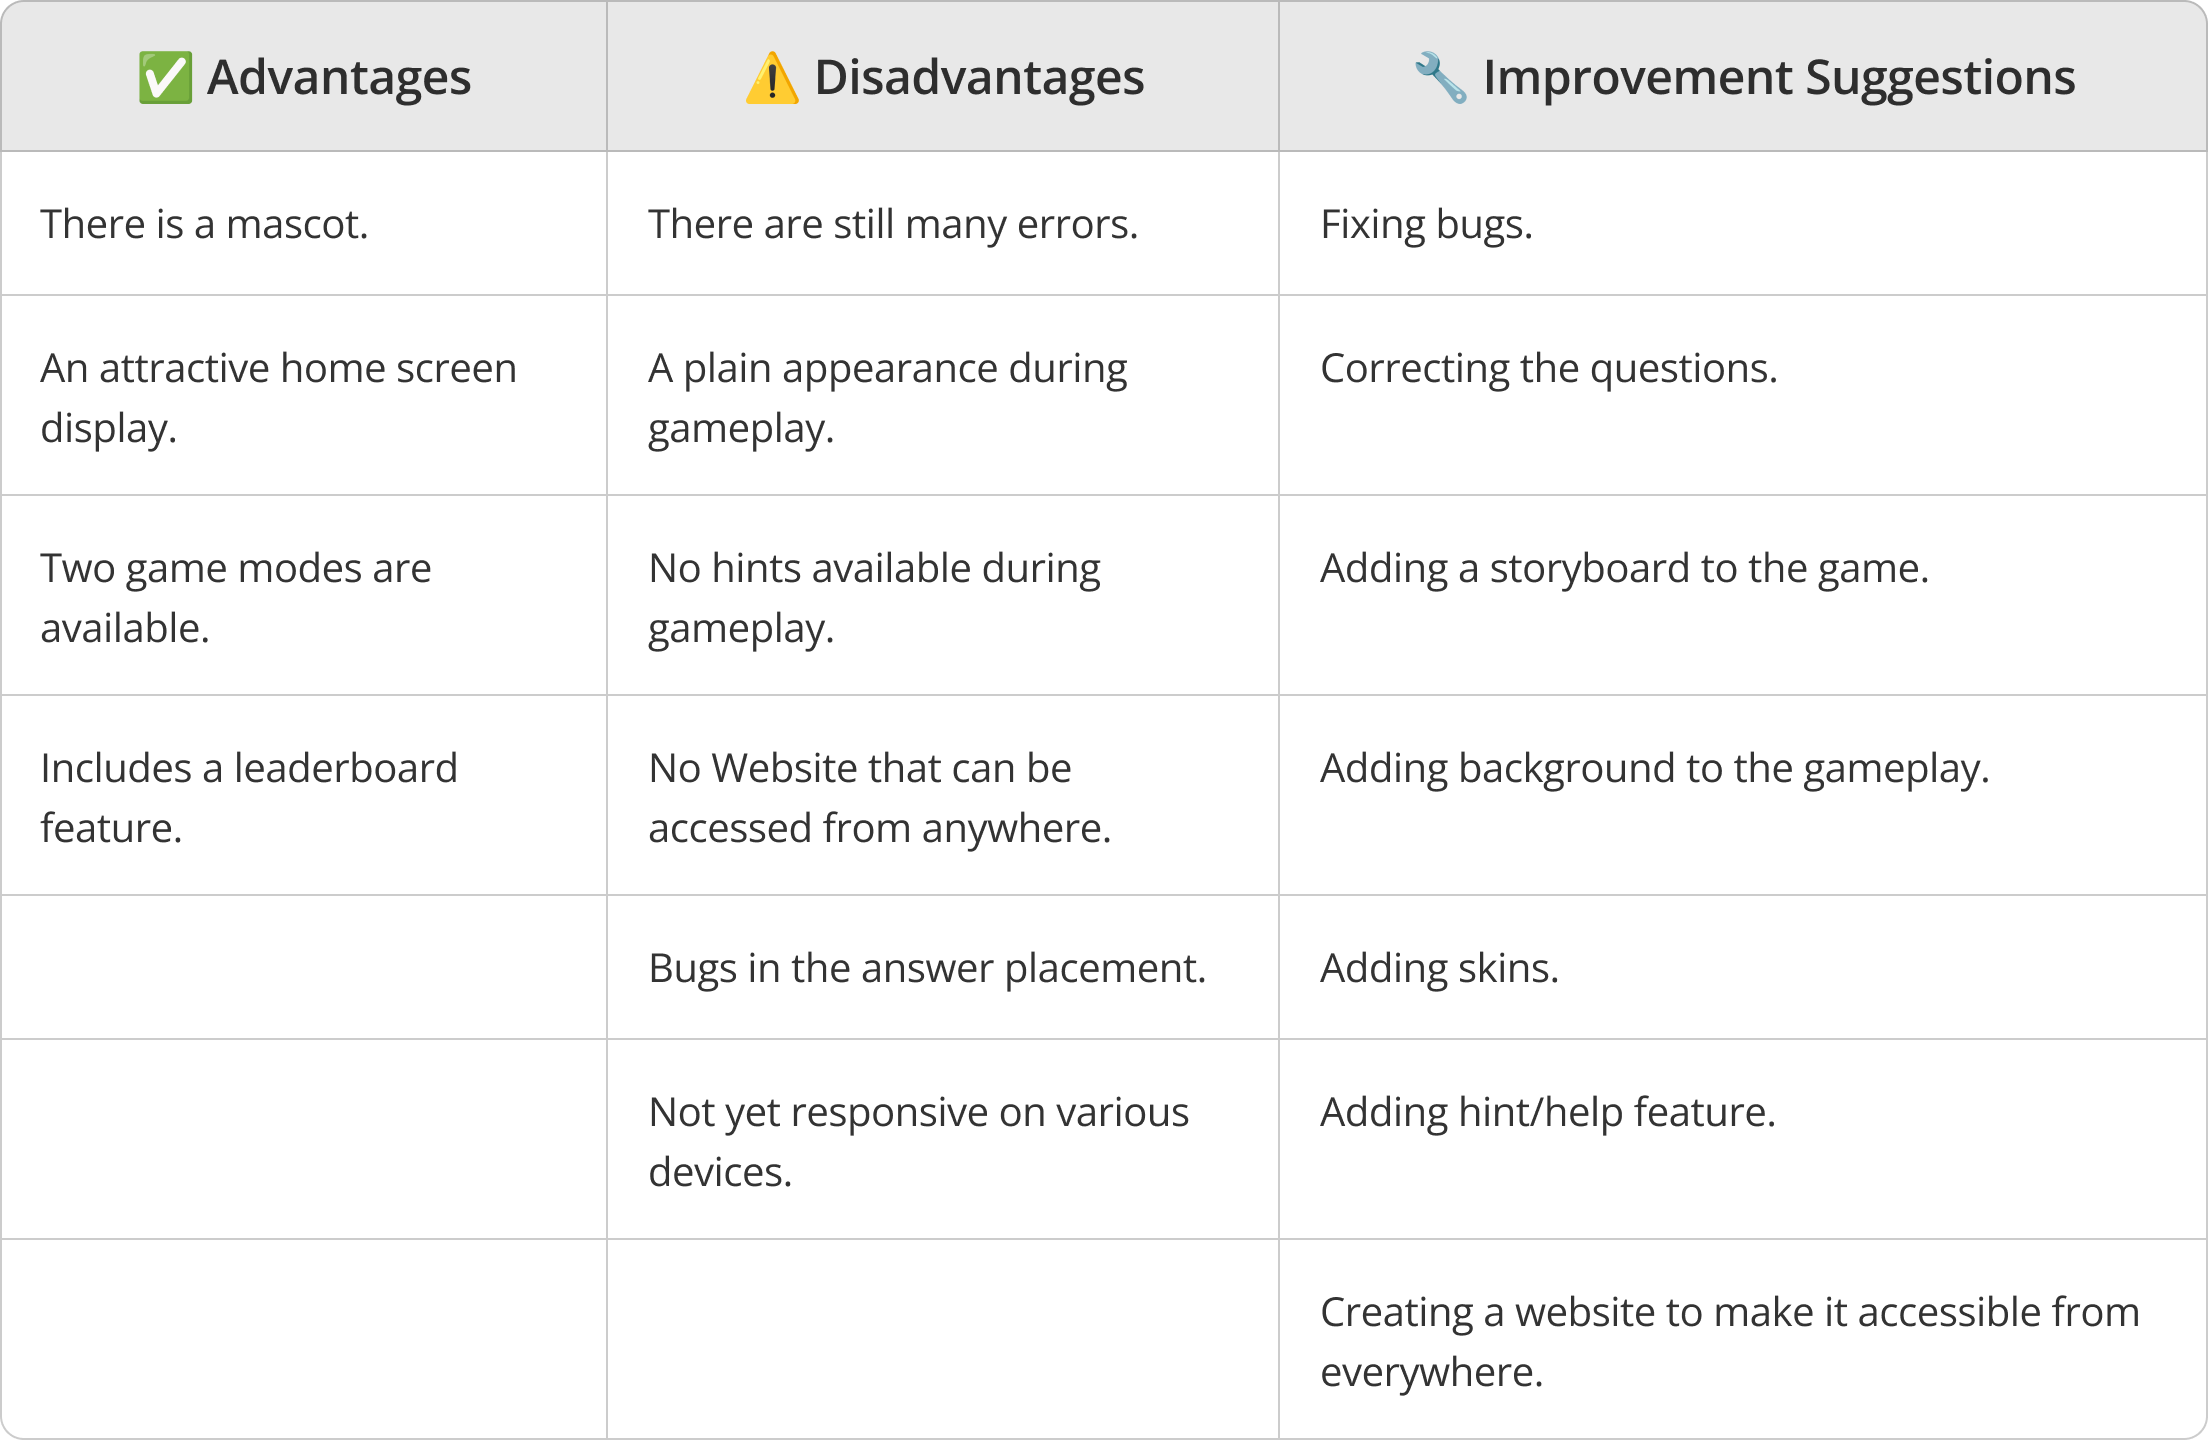 ✅ Advantages
⚠️ Disadvantages
🔧 Improvement Suggestions
There is a mascot.
There are still many errors.
Fixing bugs.
An attractive home screen
display.
A plain appearance during
gameplay.
Correcting the questions.
Two game modes are
available.
No hints available during
gameplay.
Adding a storyboard to the game.
Includes a leaderboard
feature.
No Website that can be
accessed from anywhere.
Adding background to the gameplay.
Bugs in the answer placement.
Adding skins.
Not yet responsive on various
devices.
Adding hint/help feature.
Creating a website to make it accessible from
everywhere.